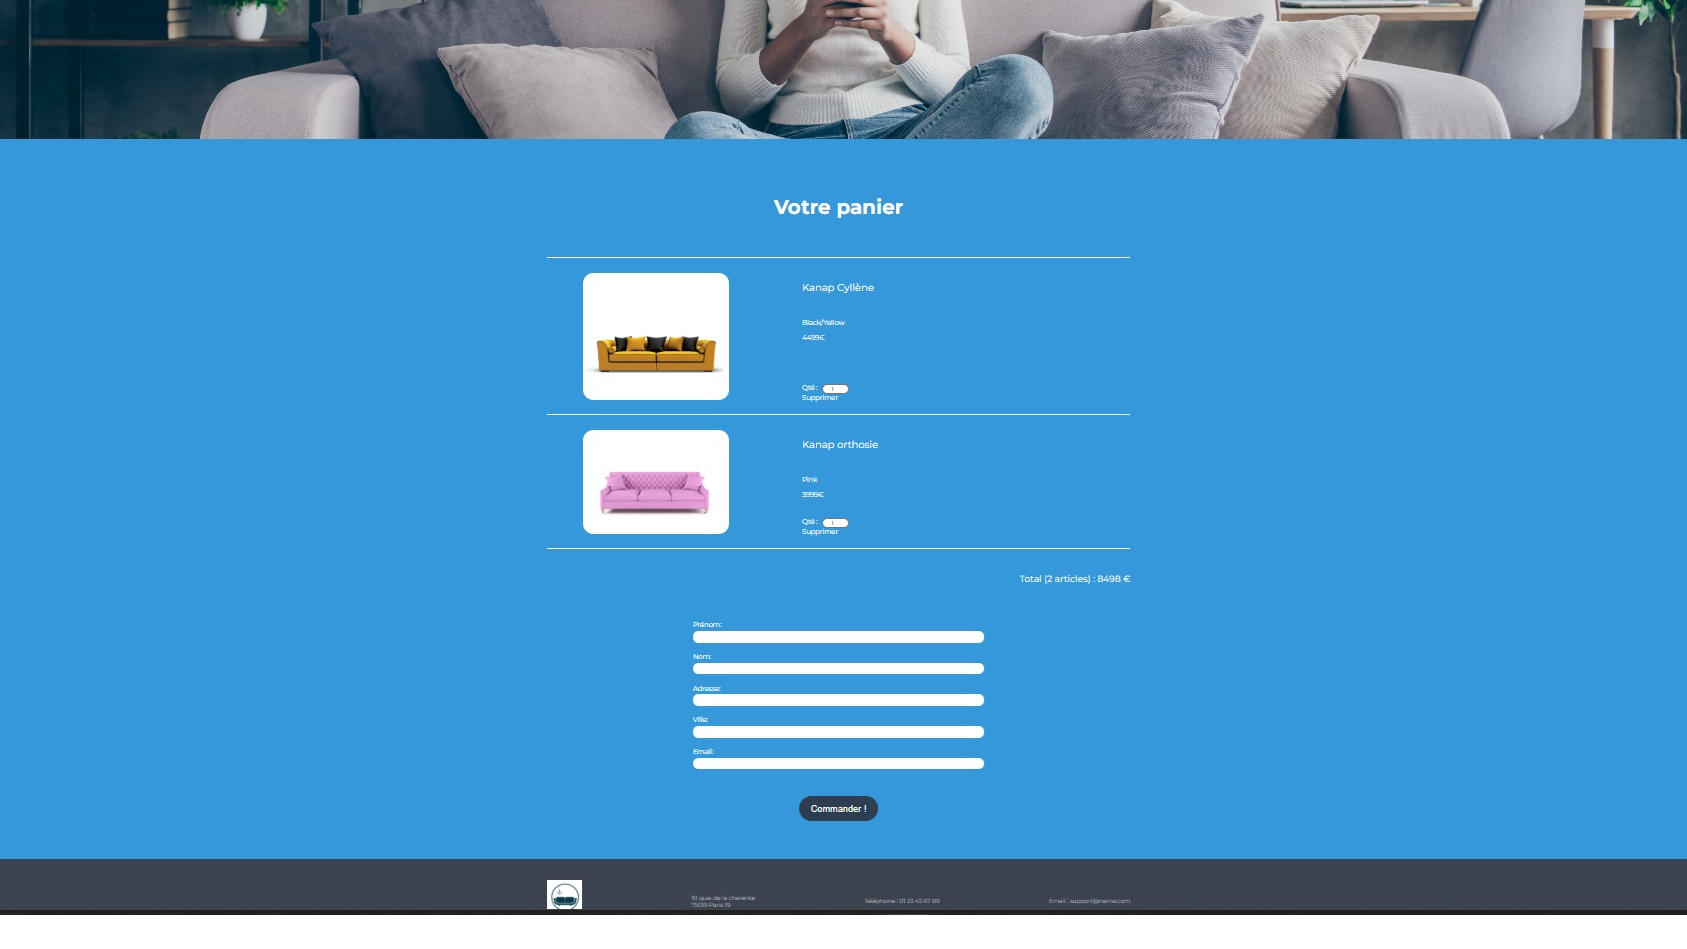 Votre panier
Kanap Cyllène
Black/Yellow
4499€
Qté : 1
Supprimer
Kanap orthosie
Pink
3999€
Qté : 1
Supprimer
Total (2 articles) : 8498 €
Prénom:
Nom:
Adresse:
Ville:
Email:
Commander !
10 quai de la charente
75019 Paris 19
Téléphone : 01 23 45 67 89
Email : support@name.com